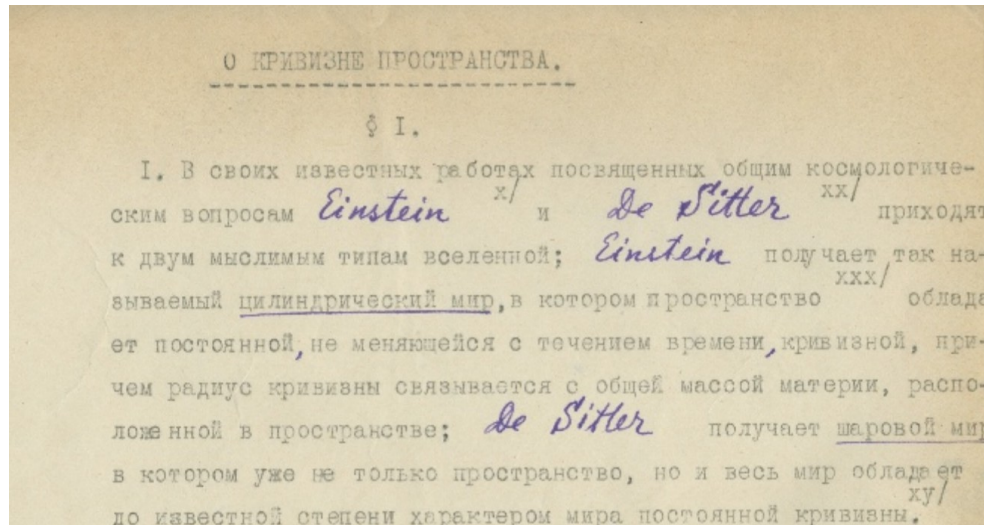 О КРИВИЗНЕ ПРОСТРАНСТВА.
§ I.
I. В своих известных работах посвященных общим космологиче-
ским вопросам Einstein x/ и De Sitter xx/ приходят
к двум мыслимым типам вселенной; Einstein получает так на-
зываемый цилиндрический мир, в котором пространство xxx/ облада
ет постоянной, не меняющейся с течением времени, кривизной, при-
чем радиус кривизны связывается с общей массой материи, распо-
ложенной в пространстве; De Sitter получает шаровой мир
в котором уже не только пространство, но и весь мир обладает
до известной степени характером мира постоянной кривизны. xy/